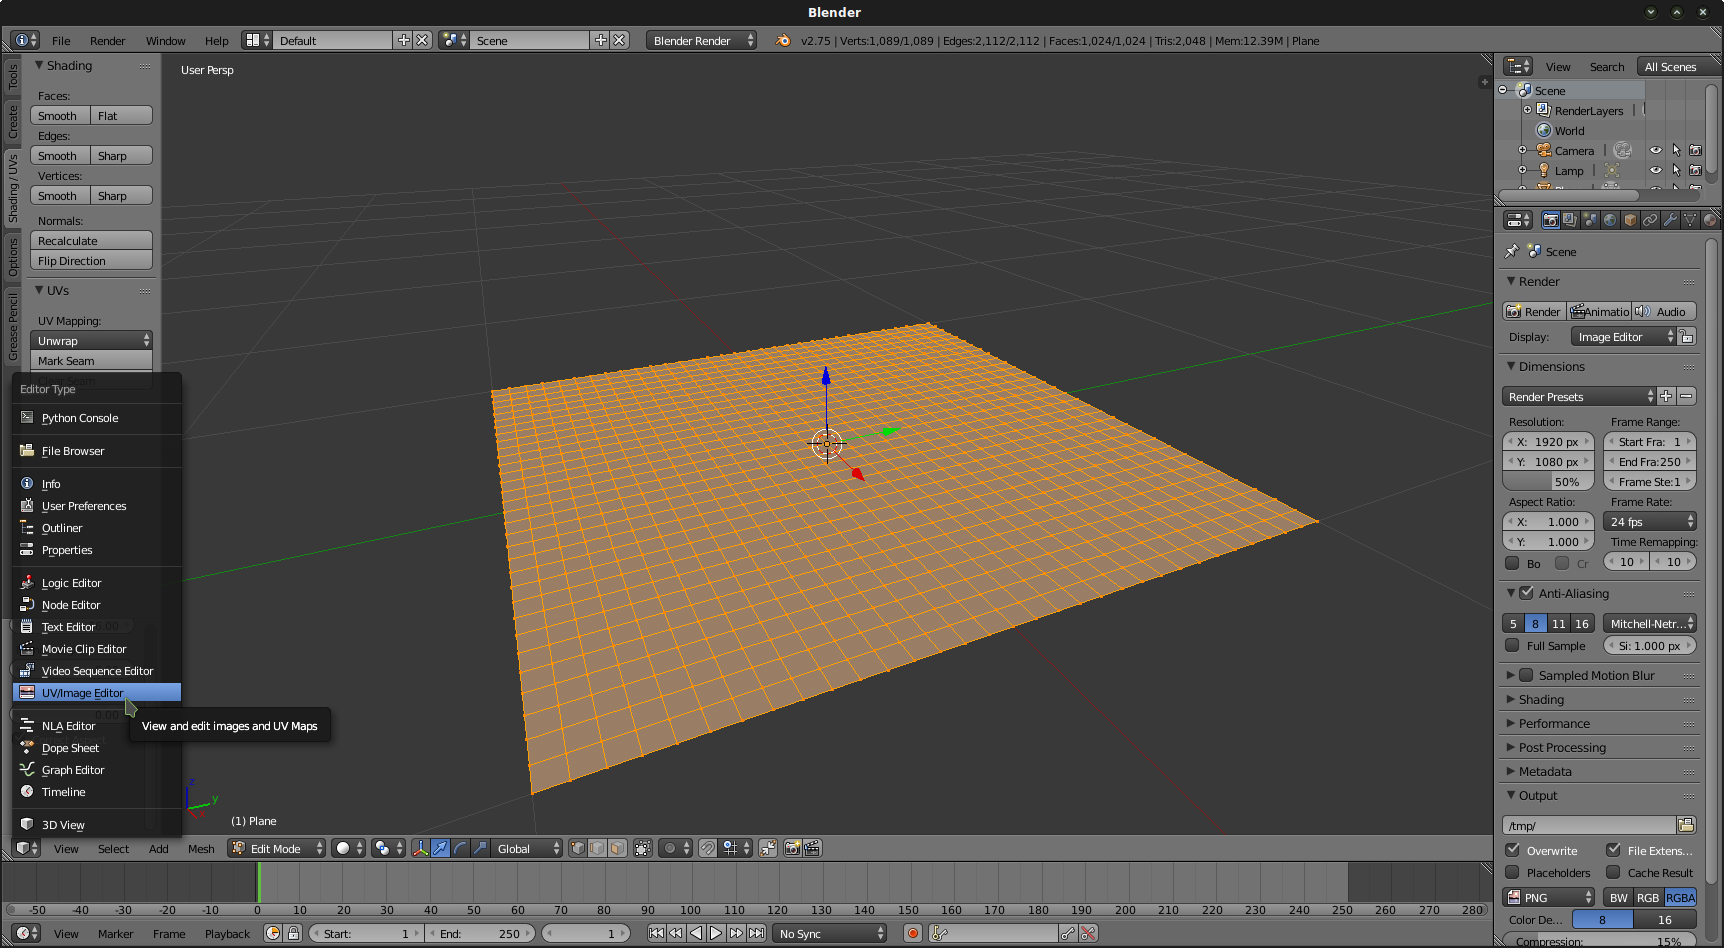 Blender
File Render Window Help Default Scene Blender Render v2.75 | Verts:1,089/1,089 | Edges:2,112/2,112 | Faces:1,024/1,024 | Tris:2,048 | Mem:12.39M | Plane
Tools
Create
Shading / UVs
Options
Grease Pencil
Shading
Faces:
Smooth Flat
Edges:
Smooth Sharp
Vertices:
Smooth Sharp
Normals:
Recalculate
Flip Direction
UVs
UV Mapping:
Unwrap
Mark Seam
Editor Type
Python Console
File Browser
Info
User Preferences
Outliner
Properties
Logic Editor
Node Editor
Text Editor
Movie Clip Editor
Video Sequence Editor
UV/Image Editor
NLA Editor
Dope Sheet
Graph Editor
Timeline
3D View
View and edit images and UV Maps
User Persp
z
y
x
(1) Plane
View Select Add Mesh Edit Mode Global
-50 -40 -30 -20 -10 0 10 20 30 40 50 60 70 80 90 100 110 120 130 140 150 160 170 180 190 200 210 220 230 240 250 260 270 280
View Marker Frame Playback Start: 1 End: 250 1 No Sync
View Search All Scenes
Scene
RenderLayers
World
Camera
Lamp
Scene
Render
Render Animatio Audio
Display: Image Editor
Dimensions
Render Presets
Resolution: Frame Range:
X: 1920 px Start Fra: 1
Y: 1080 px End Fra:250
50% Frame Ste:1
Aspect Ratio: Frame Rate:
X: 1.000 24 fps
Y: 1.000 Time Remapping:
Bo Cr 10 10
Anti-Aliasing
5 8 11 16 Mitchell-Netr...
Full Sample Si: 1.000 px
Sampled Motion Blur
Shading
Performance
Post Processing
Metadata
Output
/tmp/
Overwrite File Extens...
Placeholders Cache Result
PNG BW RGB RGBA
Color De... 8 16
Compression: 15%